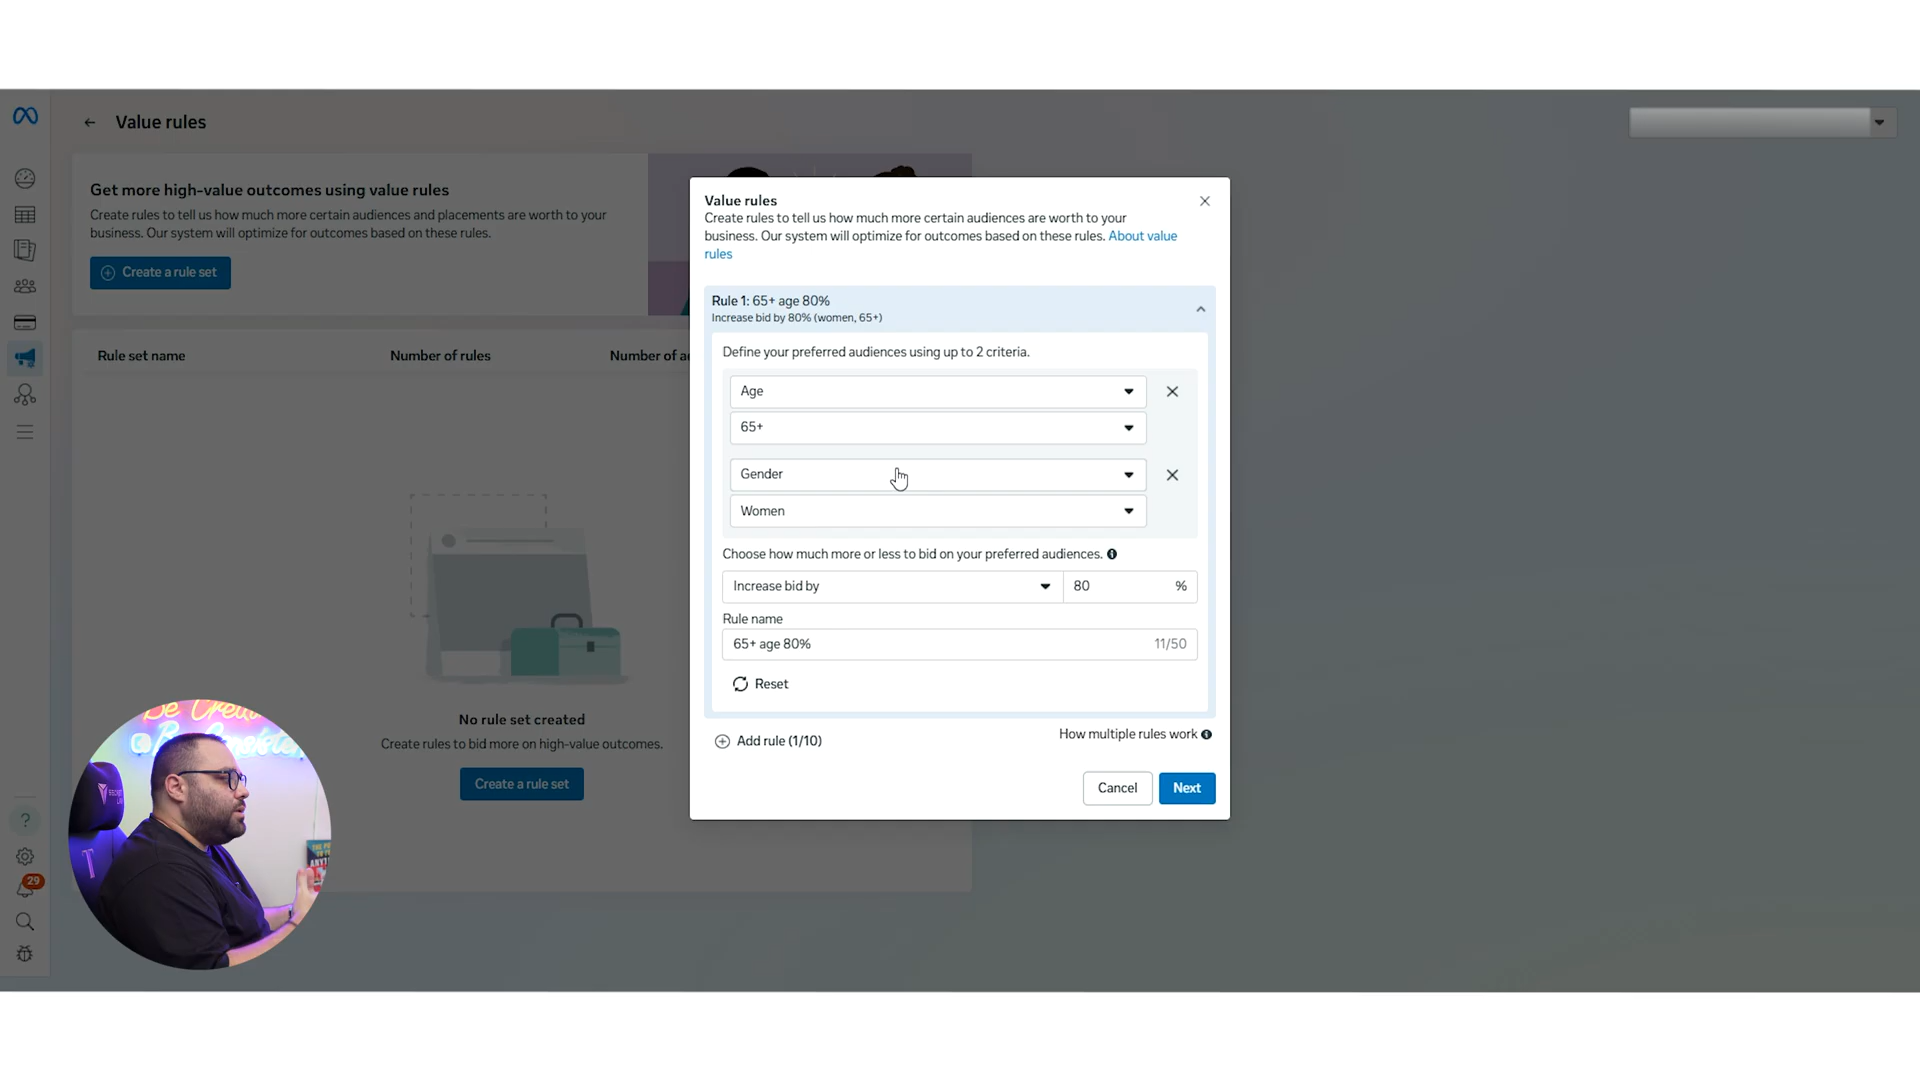 Value rules
Get more high-value outcomes using value rules
Create rules to tell us how much more certain audiences and placements are worth to your
business. Our system will optimize for outcomes based on these rules.
Create a rule set
Rule set name
Number of rules
Number of a
No rule set created
Create rules to bid more on high-value outcomes.
Create a rule set
29
Value rules
Create rules to tell us how much more certain audiences are worth to your
business. Our system will optimize for outcomes based on these rules. About value
rules
Rule 1: 65+ age 80%
Increase bid by 80% (women, 65+)
Define your preferred audiences using up to 2 criteria.
Age
65+
Gender
Women
Choose how much more or less to bid on your preferred audiences.
Increase bid by
80 %
Rule name
65+ age 80% 11/50
Reset
Add rule (1/10)
How multiple rules work
Cancel
Next